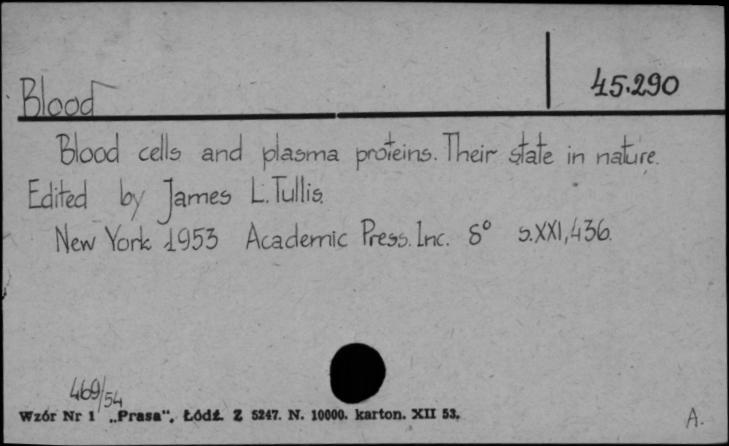 45.290
Blood
Blood cells and plasma proteins. Their state in nature.
Edited by James L. Tullis.
New York 1953 Academic Press. Inc. 8° s. XXI, 436.
469/54
Wzór Nr 1 „Prasa“. Łódź. Z 5247. N. 10000. karton. XII 53.
A.